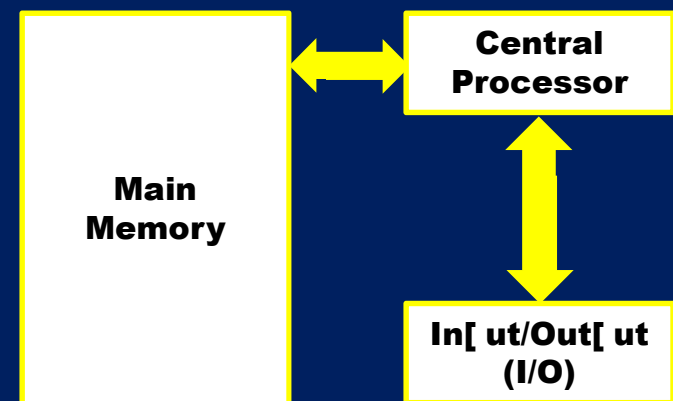 Central
Processor
Main
Memory
In[ ut/Out[ ut
(I/O)